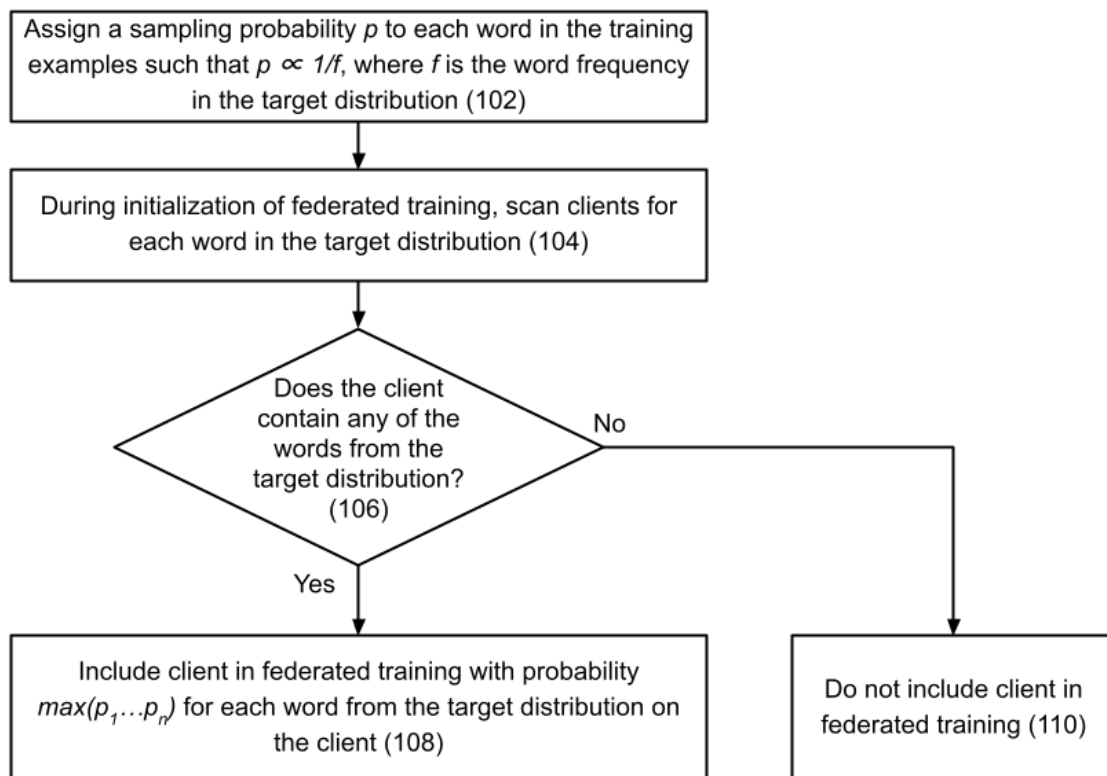 Assign a sampling probability p to each word in the training
examples such that p ∝ 1/f, where f is the word frequency
in the target distribution (102)
During initialization of federated training, scan clients for
each word in the target distribution (104)
Does the client
contain any of the
words from the
target distribution?
(106)
No
Yes
Include client in federated training with probability
max(p₁…pₙ) for each word from the target distribution on
the client (108)
Do not include client in
federated training (110)